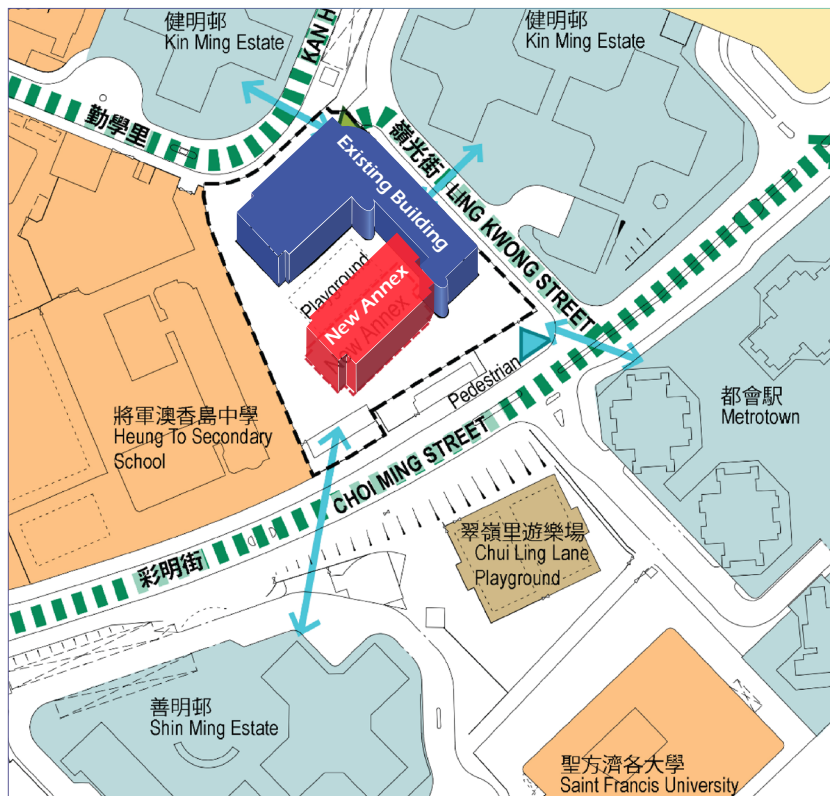 健明邨
Kin Ming Estate
健明邨
Kin Ming Estate
KAN H
勤學里
嶺光街 LING KWONG STREET
Existing Building
Playground
New Annex
New Annex
Pedestrian
都會駅
Metrotown
將軍澳香島中學
Heung To Secondary
School
CHOI MING STREET
彩明街
翠嶺里遊樂場
Chui Ling Lane
Playground
善明邨
Shin Ming Estate
聖方濟各大學
Saint Francis University